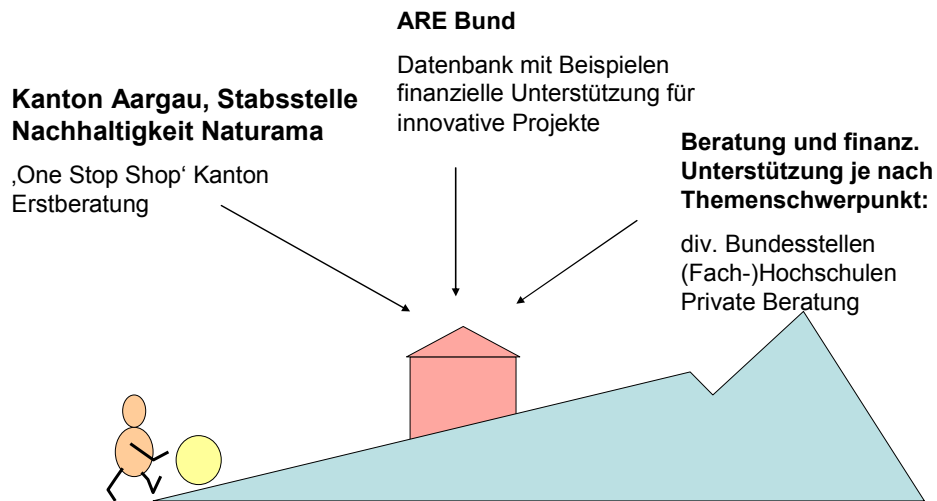 Kanton Aargau, Stabsstelle
Nachhaltigkeit Naturama
‚One Stop Shop‘ Kanton
Erstberatung
ARE Bund
Datenbank mit Beispielen
finanzielle Unterstützung für
innovative Projekte
Beratung und finanz.
Unterstützung je nach
Themenschwerpunkt:
div. Bundesstellen
(Fach-)Hochschulen
Private Beratung